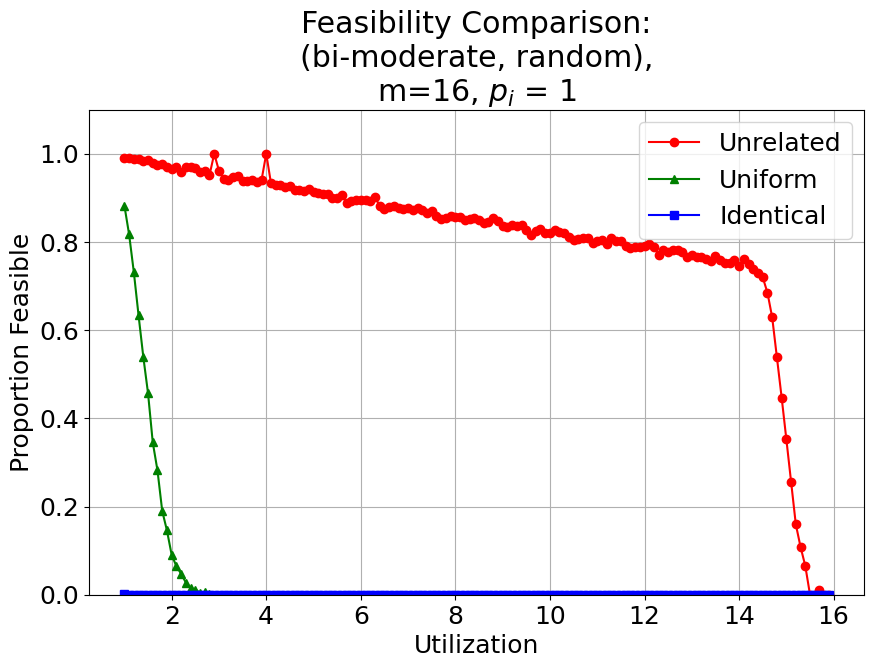 Feasibility Comparison:
(bi-moderate, random),
m=16, $p_i$ = 1
Unrelated
Uniform
Identical
Proportion Feasible
1.0
0.8
0.6
0.4
0.2
0.0
2 4 6 8 10 12 14 16
Utilization